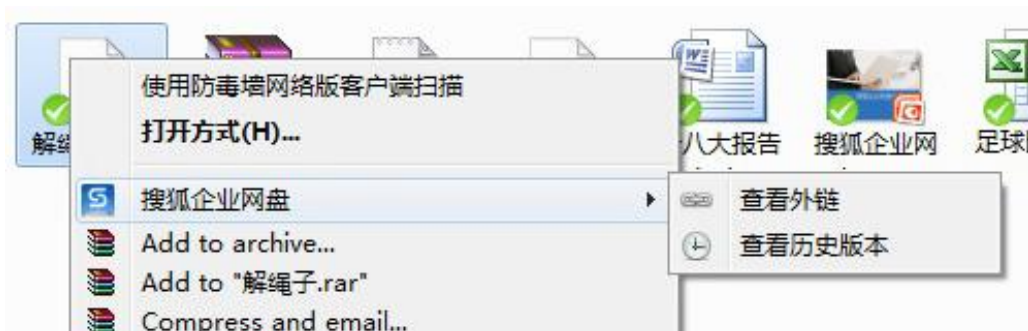 使用防毒墙网络版客户端扫描
打开方式(H)...
解绳
八大报告
搜狐企业网
足球
搜狐企业网盘
查看外链
Add to archive...
查看历史版本
Add to "解绳子.rar"
Compress and email...